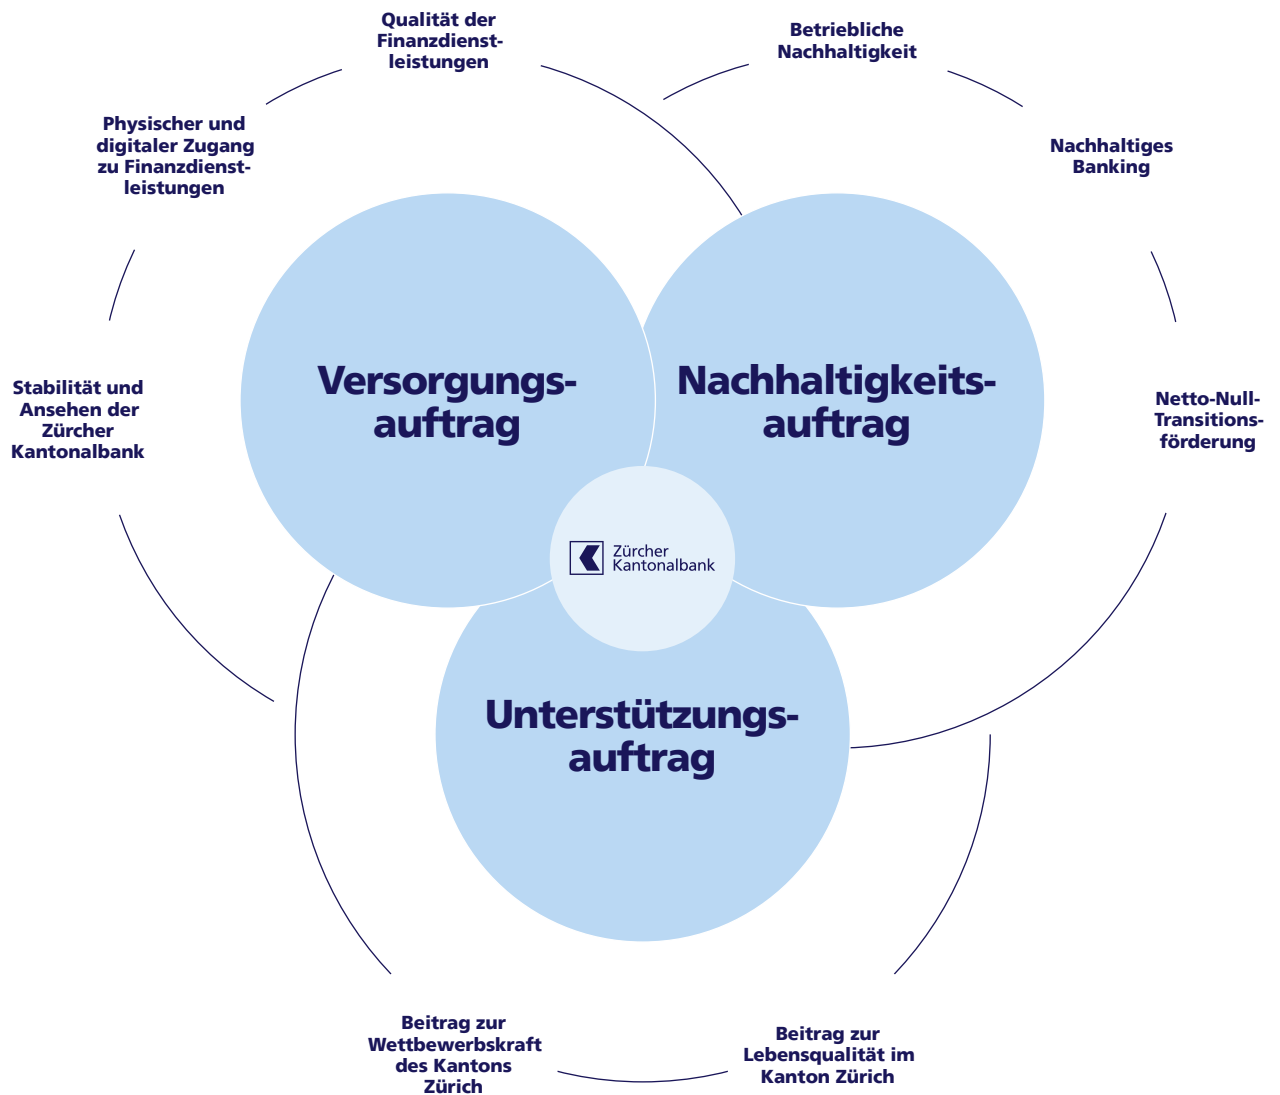 Qualität der
Finanzdienst-
leistungen
Betriebliche
Nachhaltigkeit
Physischer und
digitaler Zugang
zu Finanzdienst-
leistungen
Nachhaltiges
Banking
Versorgungs-
auftrag
Nachhaltigkeits-
auftrag
Stabilität und
Ansehen der
Zürcher
Kantonalbank
Netto-Null-
Transitions-
förderung
Zürcher
Kantonalbank
Unterstützungs-
auftrag
Beitrag zur
Wettbewerbskraft
des Kantons
Zürich
Beitrag zur
Lebensqualität im
Kanton Zürich